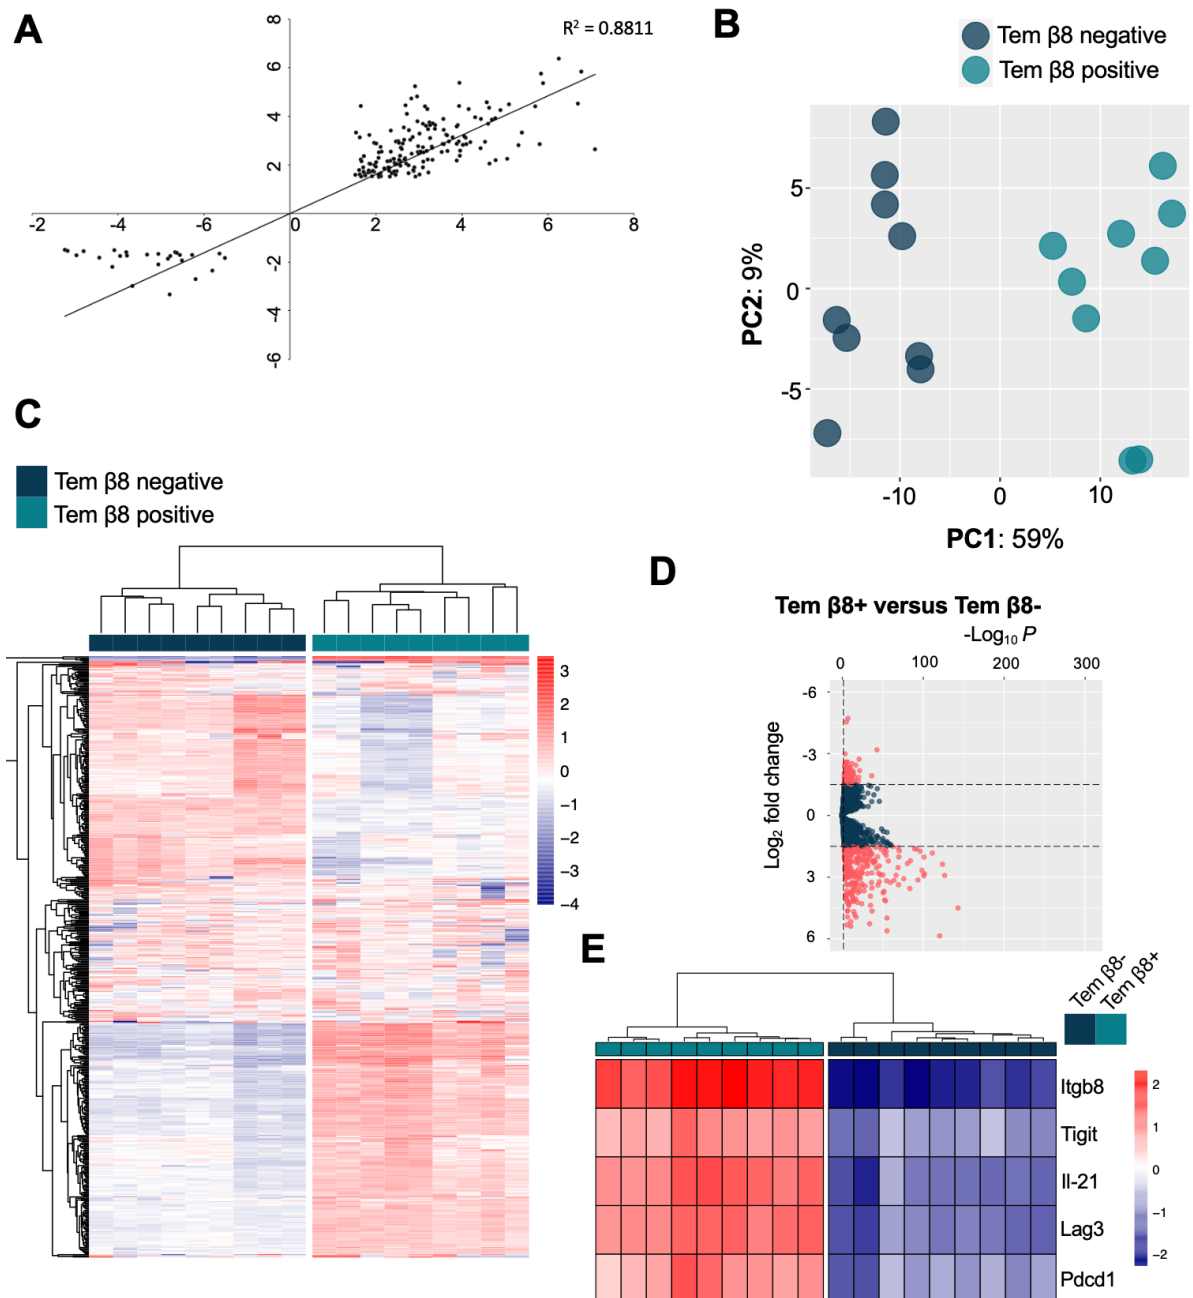 A
R² = 0.8811
8
6
4
2
-2
-4
-6
0
2
4
6
8
-2
-4
-6
B
Tem β8 negative
Tem β8 positive
5
0
-5
-10
0
10
PC2: 9%
PC1: 59%
C
Tem β8 negative
Tem β8 positive
3
2
1
0
−1
−2
−3
−4
D
Tem β8+ versus Tem β8-
-Log₁₀ P
0
100
200
300
-6
-3
0
3
6
Log₂ fold change
E
Tem β8-
Tem β8+
Itgb8
Tigit
Il-21
Lag3
Pdcd1
2
1
0
−1
−2